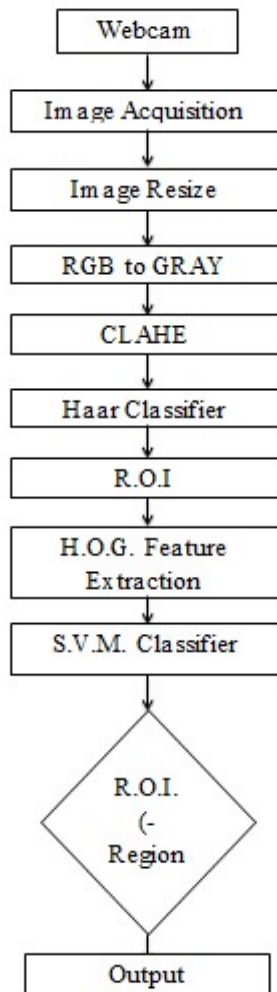 Webcam
Image Acquisition
Image Resize
RGB to GRAY
CLAHE
Haar Classifier
R.O.I
H.O.G. Feature
Extraction
S.V.M. Classifier
R.O.I.
(-
Region
Output